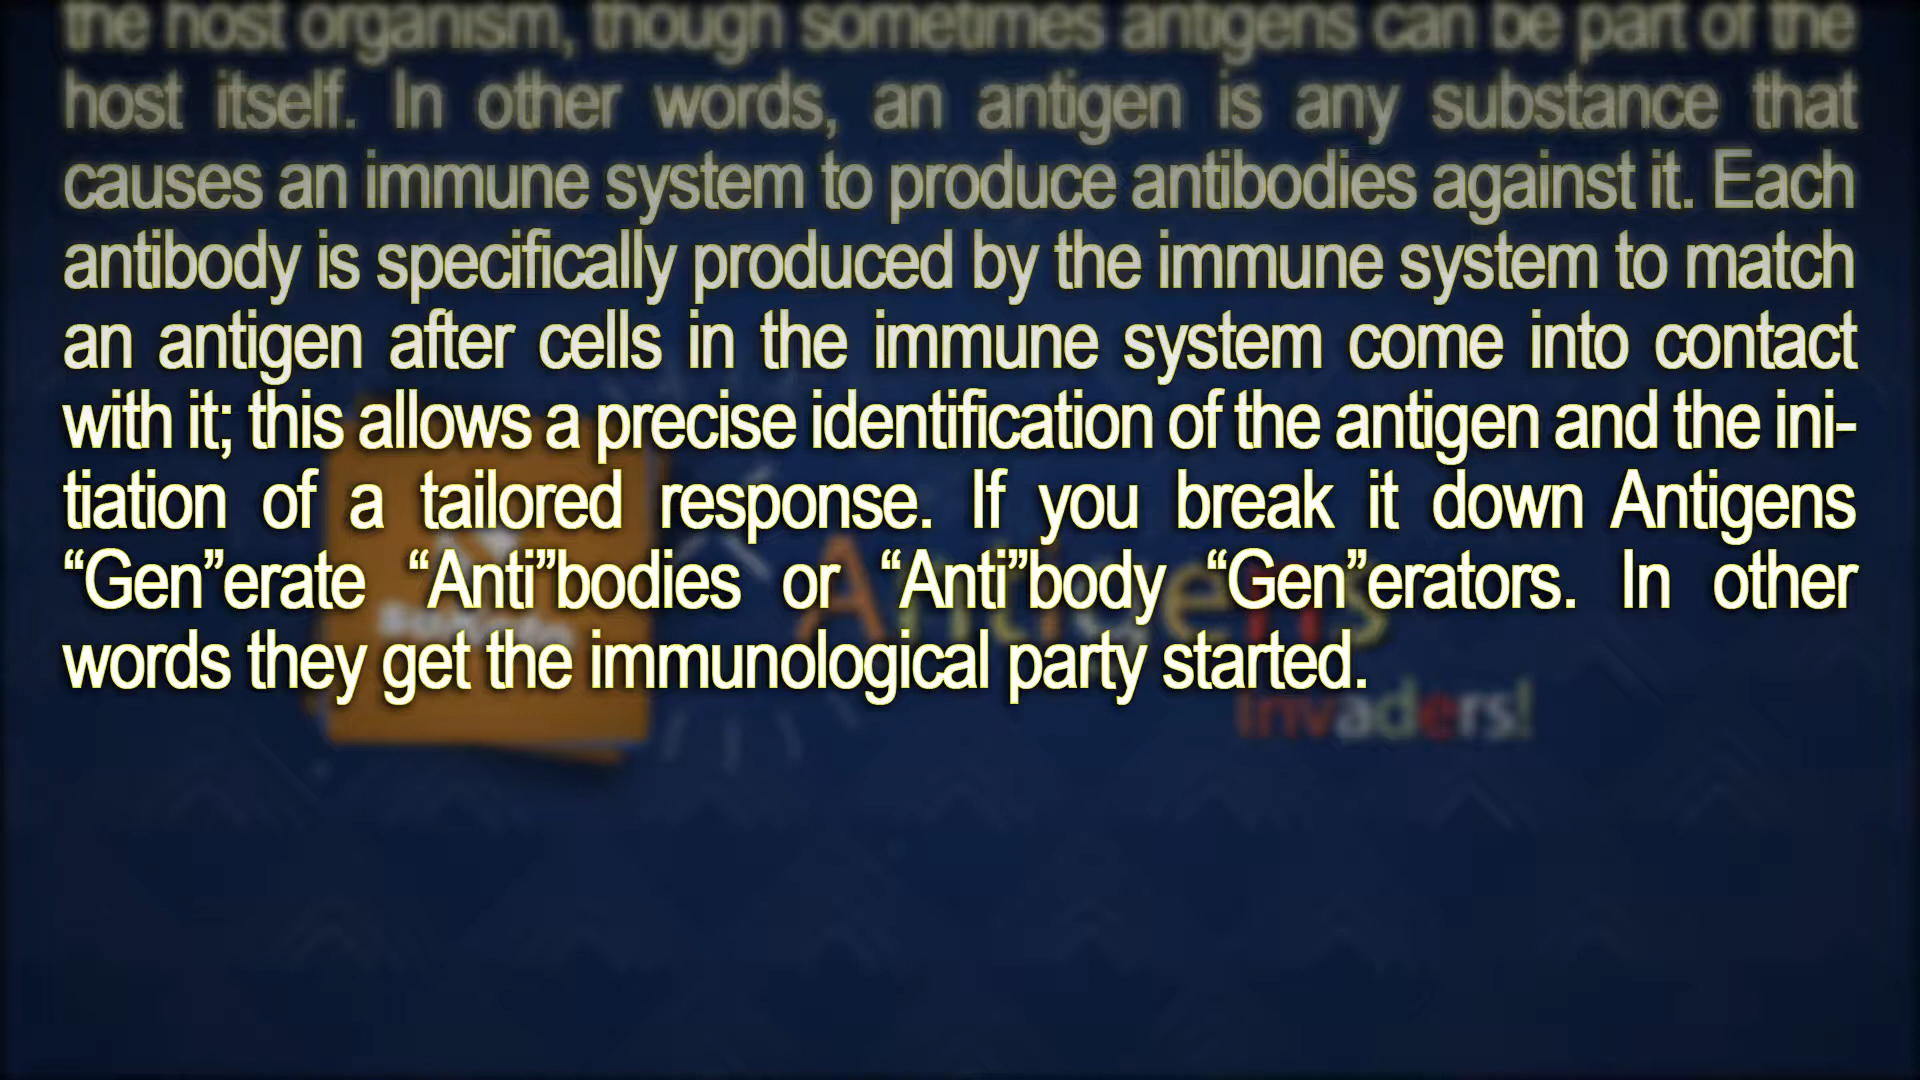 the host organism, though sometimes antigens can be part of the
host itself. In other words, an antigen is any substance that
causes an immune system to produce antibodies against it. Each
antibody is specifically produced by the immune system to match
an antigen after cells in the immune system come into contact
with it; this allows a precise identification of the antigen and the ini-
tiation of a tailored response. If you break it down Antigens
“Gen”erate “Anti”bodies or “Anti”body “Gen”erators. In other
words they get the immunological party started.
Antigens
Invaders!